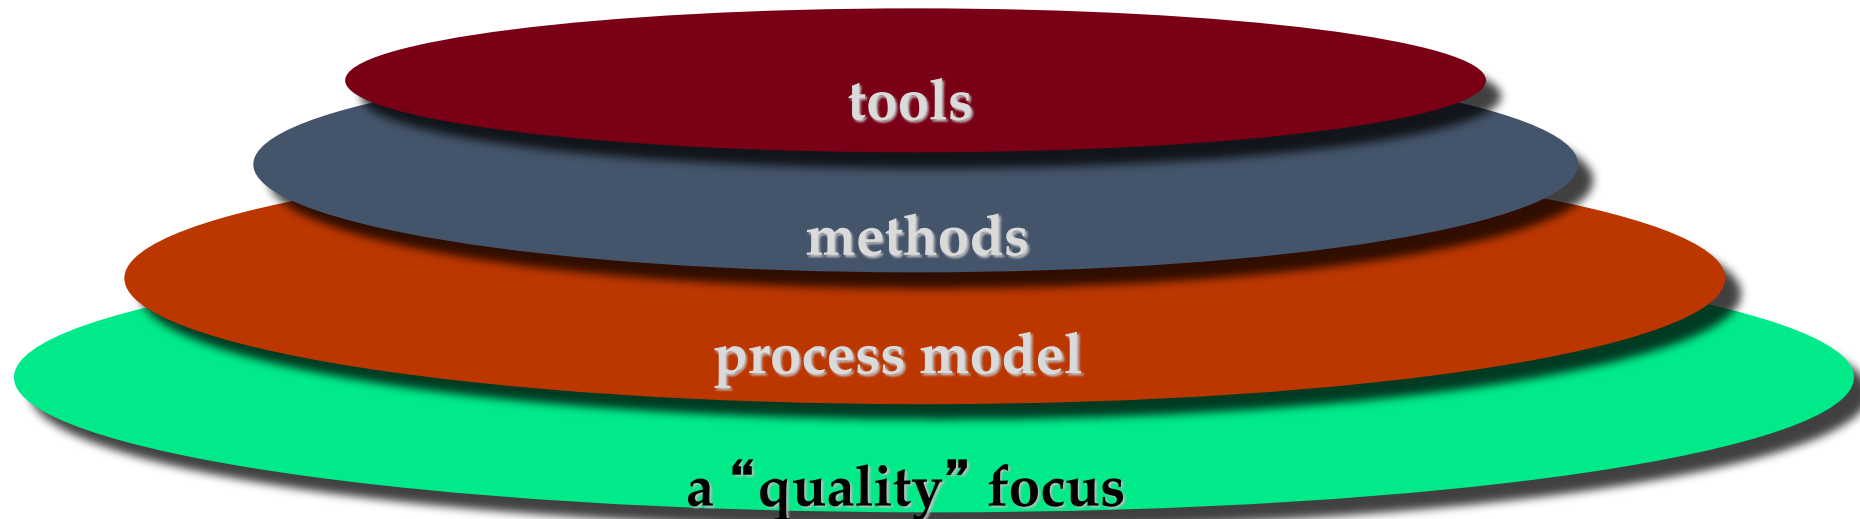 tools
methods
process model
a “quality” focus